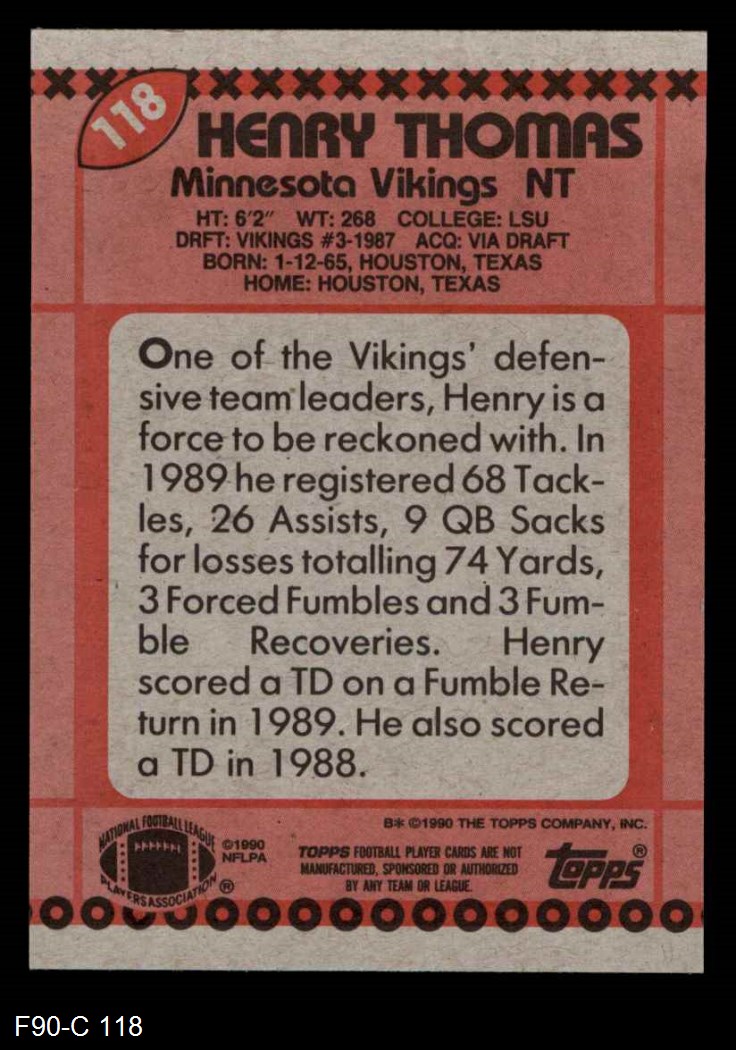 118
HENRY THOMAS
Minnesota Vikings NT
HT: 6'2" WT: 268 COLLEGE: LSU
DRFT: VIKINGS #3-1987 ACQ: VIA DRAFT
BORN: 1-12-65, HOUSTON, TEXAS
HOME: HOUSTON, TEXAS
One of the Vikings' defen-
sive team leaders, Henry is a
force to be reckoned with. In
1989 he registered 68 Tack-
les, 26 Assists, 9 QB Sacks
for losses totalling 74 Yards,
3 Forced Fumbles and 3 Fum-
ble Recoveries. Henry
scored a TD on a Fumble Re-
turn in 1989. He also scored
a TD in 1988.
B* ©1990 THE TOPPS COMPANY, INC.
NATIONAL FOOTBALL LEAGUE
PLAYERS ASSOCIATION ®
©1990
NFLPA
TOPPS FOOTBALL PLAYER CARDS ARE NOT
MANUFACTURED, SPONSORED OR AUTHORIZED
BY ANY TEAM OR LEAGUE.
topps®
F90-C 118